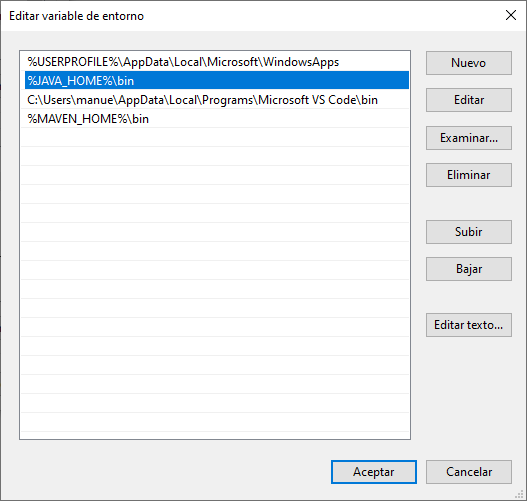 Editar variable de entorno
%USERPROFILE%\AppData\Local\Microsoft\WindowsApps
%JAVA_HOME%\bin
C:\Users\manue\AppData\Local\Programs\Microsoft VS Code\bin
%MAVEN_HOME%\bin
Nuevo
Editar
Examinar...
Eliminar
Subir
Bajar
Editar texto...
Aceptar
Cancelar